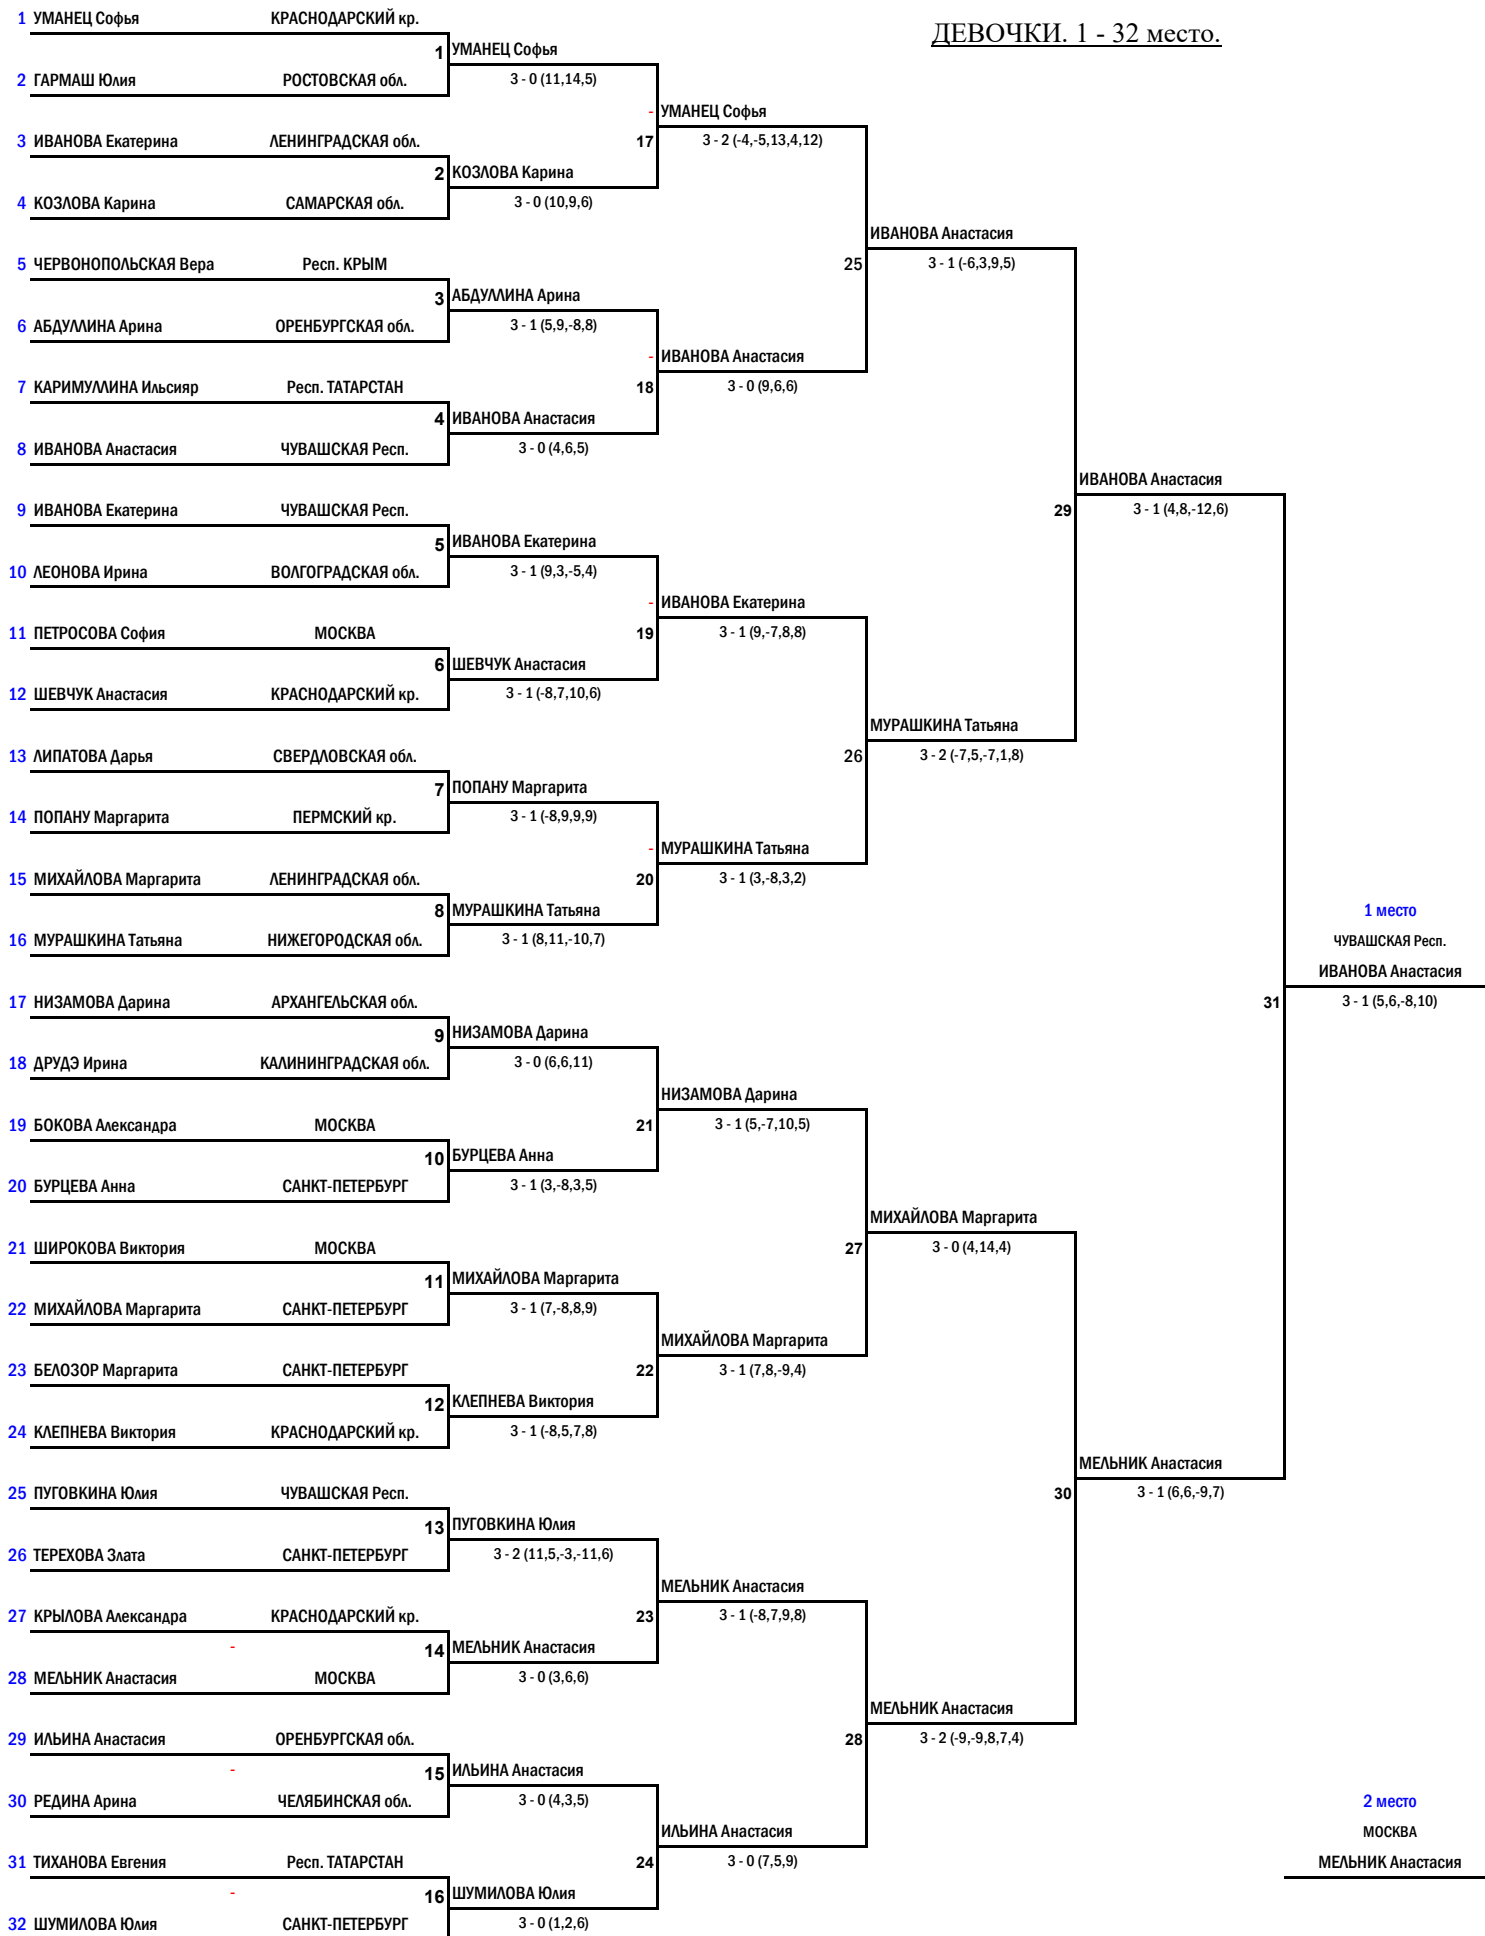 1 УМАНЕЦ Софья КРАСНОДАРСКИЙ кр.
ДЕВОЧКИ. 1 - 32 место.
1 УМАНЕЦ Софья
2 ГАРМАШ Юлия РОСТОВСКАЯ обл. 3 - 0 (11,14,5)
- УМАНЕЦ Софья
3 ИВАНОВА Екатерина ЛЕНИНГРАДСКАЯ обл. 17 3 - 2 (-4,-5,13,4,12)
2 КОЗЛОВА Карина
4 КОЗЛОВА Карина САМАРСКАЯ обл. 3 - 0 (10,9,6)
ИВАНОВА Анастасия
5 ЧЕРВОНОПОЛЬСКАЯ Вера Респ. КРЫМ 25 3 - 1 (-6,3,9,5)
3 АБДУЛЛИНА Арина
6 АБДУЛЛИНА Арина ОРЕНБУРГСКАЯ обл. 3 - 1 (5,9,-8,8)
- ИВАНОВА Анастасия
7 КАРИМУЛЛИНА Ильсияр Респ. ТАТАРСТАН 18 3 - 0 (9,6,6)
4 ИВАНОВА Анастасия
8 ИВАНОВА Анастасия ЧУВАШСКАЯ Респ. 3 - 0 (4,6,5)
ИВАНОВА Анастасия
9 ИВАНОВА Екатерина ЧУВАШСКАЯ Респ. 29 3 - 1 (4,8,-12,6)
5 ИВАНОВА Екатерина
10 ЛЕОНОВА Ирина ВОЛГОГРАДСКАЯ обл. 3 - 1 (9,3,-5,4)
- ИВАНОВА Екатерина
11 ПЕТРОСОВА София МОСКВА 19 3 - 1 (9,-7,8,8)
6 ШЕВЧУК Анастасия
12 ШЕВЧУК Анастасия КРАСНОДАРСКИЙ кр. 3 - 1 (-8,7,10,6)
МУРАШКИНА Татьяна
13 ЛИПАТОВА Дарья СВЕРДЛОВСКАЯ обл. 26 3 - 2 (-7,5,-7,1,8)
7 ПОПАНУ Маргарита
14 ПОПАНУ Маргарита ПЕРМСКИЙ кр. 3 - 1 (-8,9,9,9)
- МУРАШКИНА Татьяна
15 МИХАЙЛОВА Маргарита ЛЕНИНГРАДСКАЯ обл. 20 3 - 1 (3,-8,3,2)
8 МУРАШКИНА Татьяна 1 место
16 МУРАШКИНА Татьяна НИЖЕГОРОДСКАЯ обл. 3 - 1 (8,11,-10,7) ЧУВАШСКАЯ Респ.
ИВАНОВА Анастасия
17 НИЗАМОВА Дарина АРХАНГЕЛЬСКАЯ обл. 31 3 - 1 (5,6,-8,10)
9 НИЗАМОВА Дарина
18 ДРУДЭ Ирина КАЛИНИНГРАДСКАЯ обл. 3 - 0 (6,6,11)
НИЗАМОВА Дарина
19 БОКОВА Александра МОСКВА 21 3 - 1 (5,-7,10,5)
10 БУРЦЕВА Анна
20 БУРЦЕВА Анна САНКТ-ПЕТЕРБУРГ 3 - 1 (3,-8,3,5)
МИХАЙЛОВА Маргарита
21 ШИРОКОВА Виктория МОСКВА 27 3 - 0 (4,14,4)
11 МИХАЙЛОВА Маргарита
22 МИХАЙЛОВА Маргарита САНКТ-ПЕТЕРБУРГ 3 - 1 (7,-8,8,9)
МИХАЙЛОВА Маргарита
23 БЕЛОЗОР Маргарита САНКТ-ПЕТЕРБУРГ 22 3 - 1 (7,8,-9,4)
12 КЛЕПНЕВА Виктория
24 КЛЕПНЕВА Виктория КРАСНОДАРСКИЙ кр. 3 - 1 (-8,5,7,8)
МЕЛЬНИК Анастасия
25 ПУГОВКИНА Юлия ЧУВАШСКАЯ Респ. 30 3 - 1 (6,6,-9,7)
13 ПУГОВКИНА Юлия
26 ТЕРЕХОВА Злата САНКТ-ПЕТЕРБУРГ 3 - 2 (11,5,-3,-11,6)
МЕЛЬНИК Анастасия
27 КРЫЛОВА Александра КРАСНОДАРСКИЙ кр. 23 3 - 1 (-8,7,9,8)
- 14 МЕЛЬНИК Анастасия
28 МЕЛЬНИК Анастасия МОСКВА 3 - 0 (3,6,6)
МЕЛЬНИК Анастасия
29 ИЛЬИНА Анастасия ОРЕНБУРГСКАЯ обл. 28 3 - 2 (-9,-9,8,7,4)
- 15 ИЛЬИНА Анастасия
30 РЕДИНА Арина ЧЕЛЯБИНСКАЯ обл. 3 - 0 (4,3,5) 2 место
ИЛЬИНА Анастасия МОСКВА
31 ТИХАНОВА Евгения Респ. ТАТАРСТАН 24 3 - 0 (7,5,9) МЕЛЬНИК Анастасия
- 16 ШУМИЛОВА Юлия
32 ШУМИЛОВА Юлия САНКТ-ПЕТЕРБУРГ 3 - 0 (1,2,6)